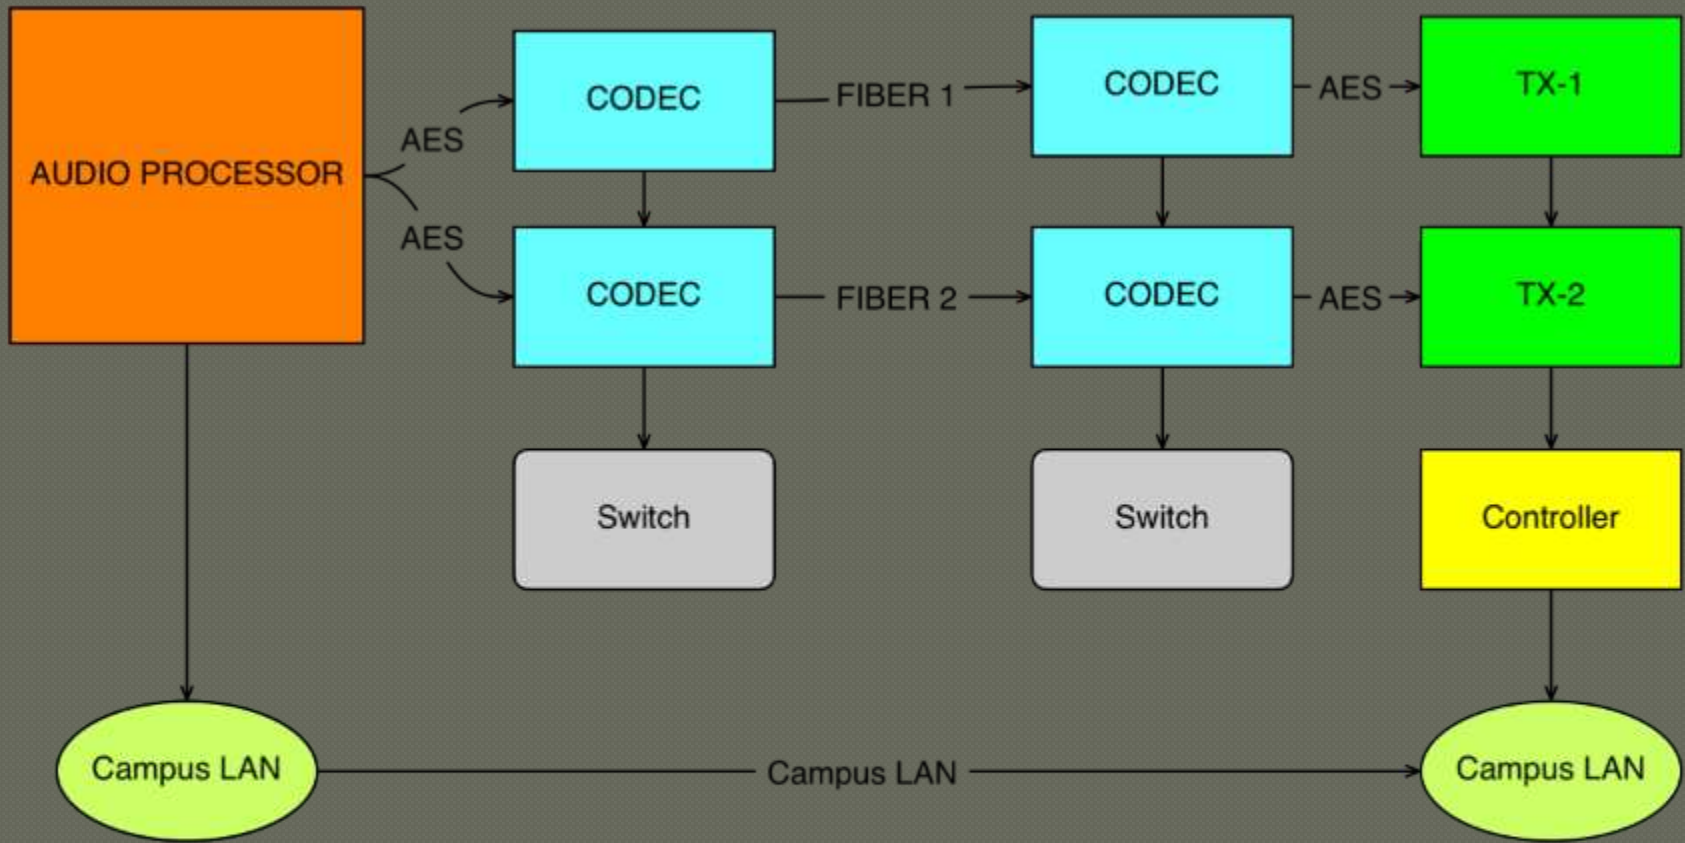 CODEC
FIBER 1
CODEC
AES
TX-1
AES
AUDIO PROCESSOR
AES
CODEC
FIBER 2
CODEC
AES
TX-2
Switch
Switch
Controller
Campus LAN
Campus LAN
Campus LAN